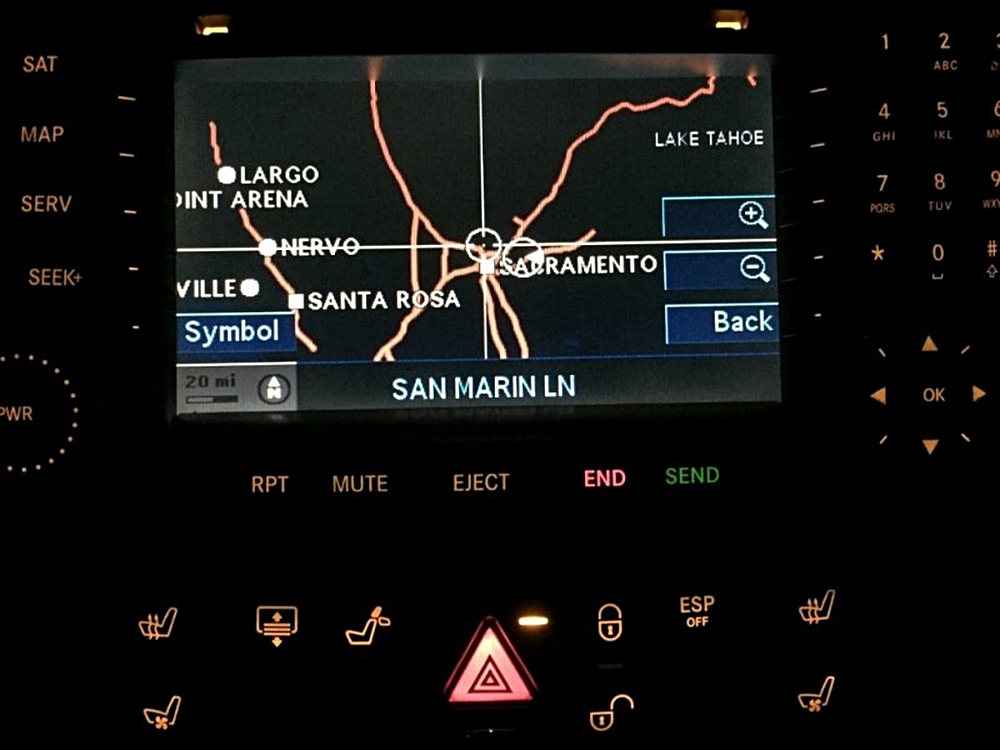 SAT
MAP
SERV
SEEK+
PWR
LAKE TAHOE
LARGO
OINT ARENA
NERVO
SACRAMENTO
VILLE
SANTA ROSA
Symbol
Back
20 mi
N
SAN MARIN LN
RPT MUTE EJECT END SEND
1 2
ABC
4 5 6
GHI JKL
7 8 9
PQRS TUV
* 0 #
OK
ESP
OFF